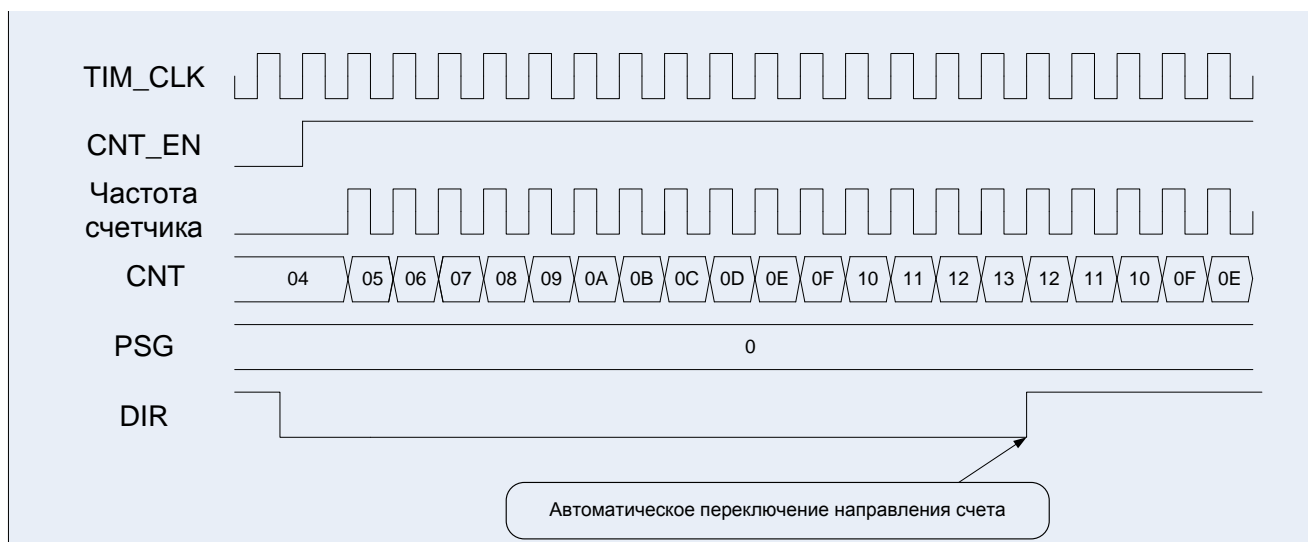 TIM_CLK
CNT_EN
Частота
счетчика
CNT
04 05 06 07 08 09 0A 0B 0C 0D 0E 0F 10 11 12 13 12 11 10 0F 0E
PSG
0
DIR
Автоматическое переключение направления счета